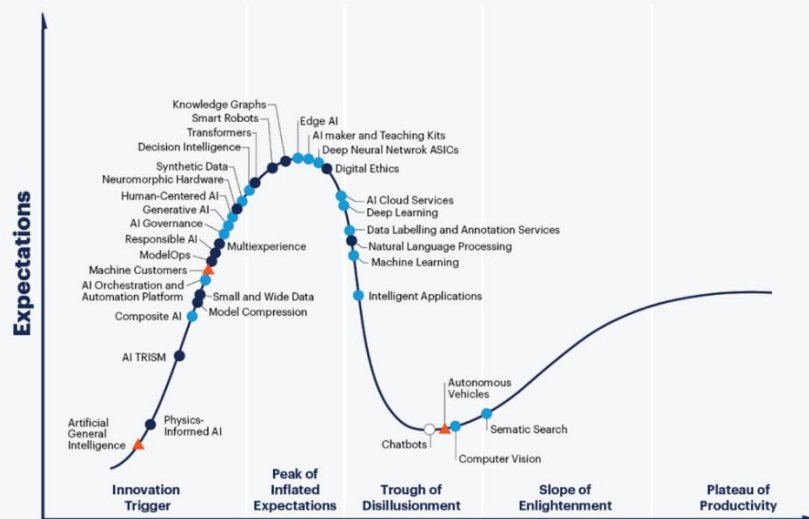 Expectations
Knowledge Graphs
Smart Robots
Transformers
Decision Intelligence
Synthetic Data
Neuromorphic Hardware
Human-Centered AI
Generative AI
AI Governance
Responsible AI
Multiexperience
ModelOps
Machine Customers
AI Orchestration and
Automation Platform
Small and Wide Data
Model Compression
Composite AI
AI TRISM
Artificial
General
Intelligence
Physics-
Informed AI
Edge AI
AI maker and Teaching Kits
Deep Neural Netwrok ASICs
Digital Ethics
AI Cloud Services
Deep Learning
Data Labelling and Annotation Services
Natural Language Processing
Machine Learning
Intelligent Applications
Autonomous
Vehicles
Chatbots
Sematic Search
Computer Vision
Innovation
Trigger
Peak of
Inflated
Expectations
Trough of
Disillusionment
Slope of
Enlightenment
Plateau of
Productivity